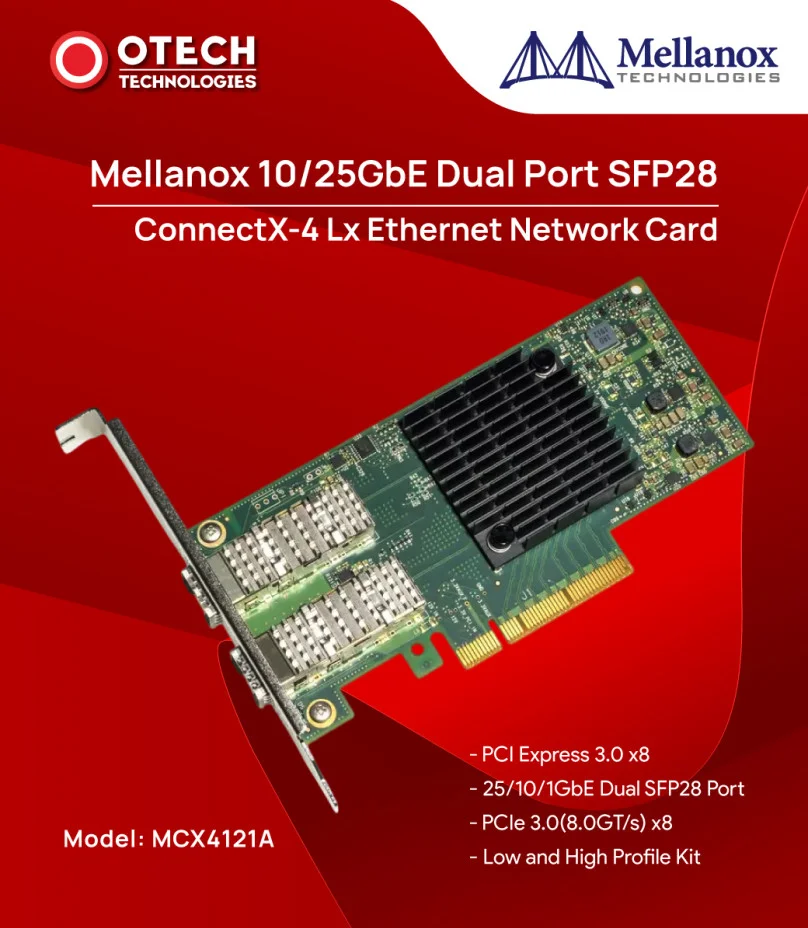 OTECH
TECHNOLOGIES
Mellanox
TECHNOLOGIES
Mellanox 10/25GbE Dual Port SFP28
ConnectX-4 Lx Ethernet Network Card
J1
- PCI Express 3.0 x8
- 25/10/1GbE Dual SFP28 Port
- PCIe 3.0(8.0GT/s) x8
- Low and High Profile Kit
Model: MCX4121A